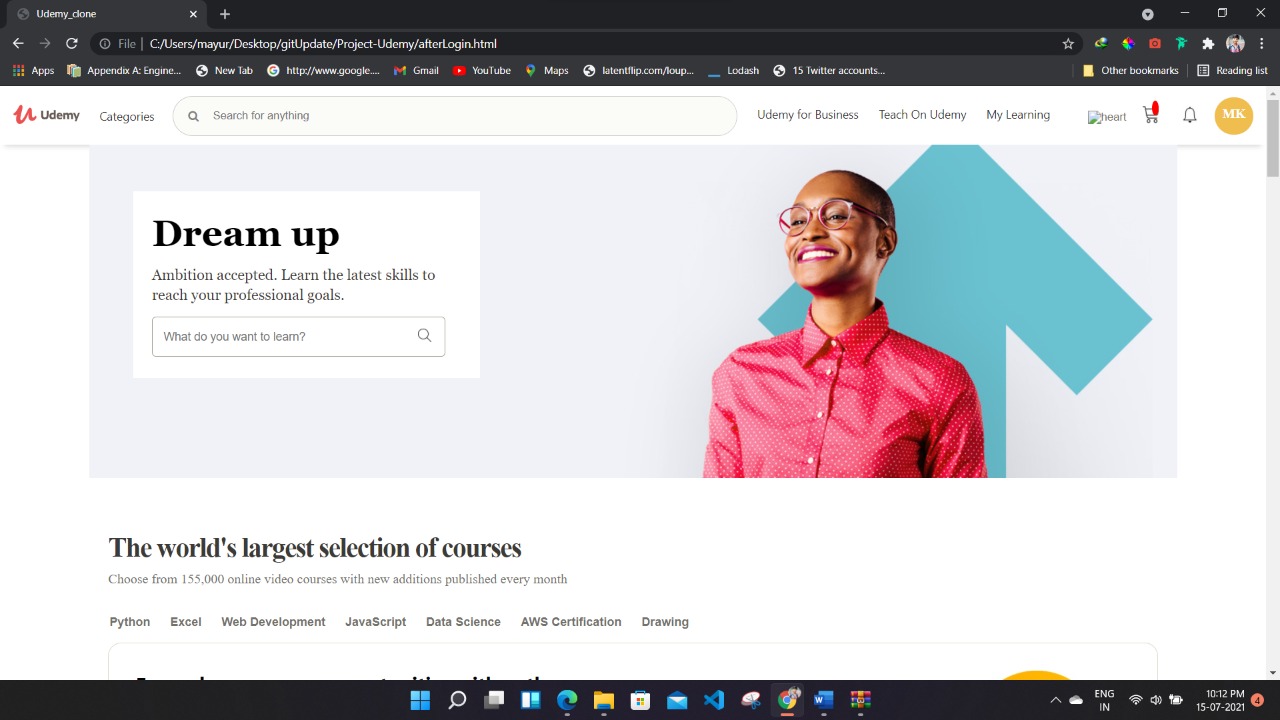 Udemy_clone
File | C:/Users/mayur/Desktop/gitUpdate/Project-Udemy/afterLogin.html
Apps Appendix A: Engine... New Tab http://www.google.... Gmail YouTube Maps latentflip.com/loup... Lodash 15 Twitter accounts... Other bookmarks Reading list
Udemy Categories Search for anything Udemy for Business Teach On Udemy My Learning heart MK
Dream up
Ambition accepted. Learn the latest skills to
reach your professional goals.
What do you want to learn?
The world's largest selection of courses
Choose from 155,000 online video courses with new additions published every month
Python Excel Web Development JavaScript Data Science AWS Certification Drawing
ENG 10:12 PM
IN 15-07-2021 4